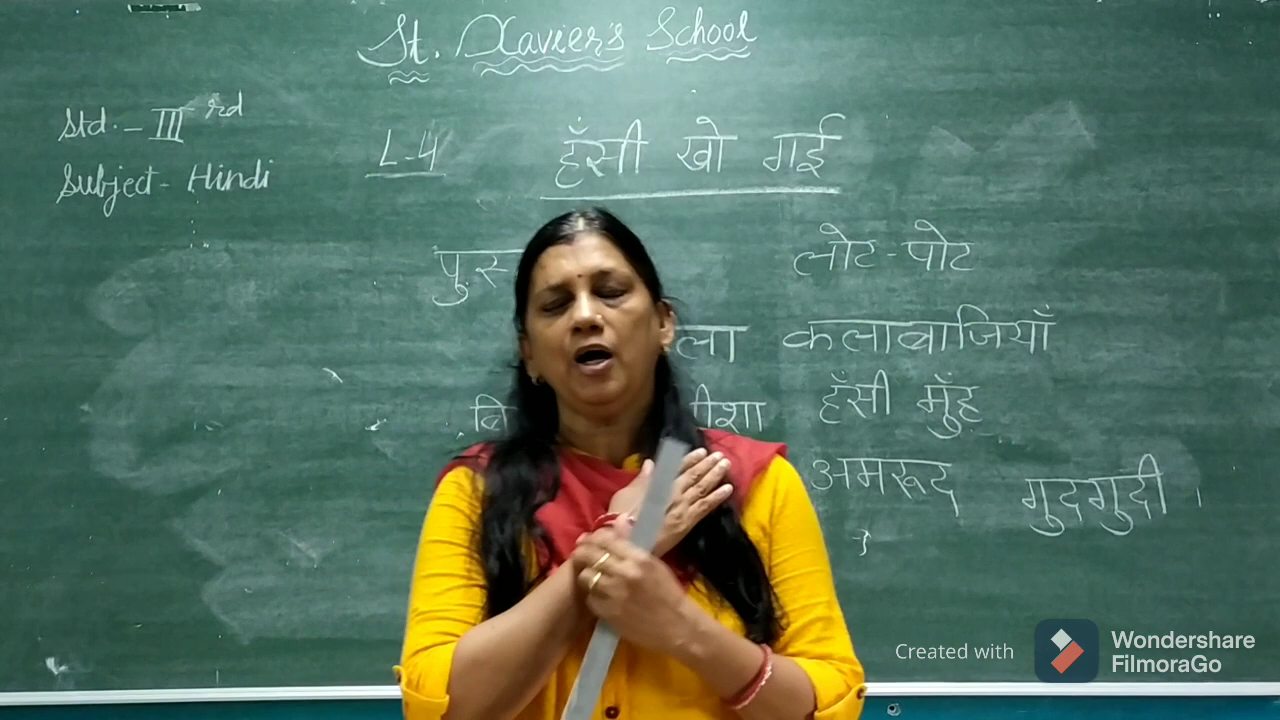 St. Xavier's School
Std. - III rd
Subject - Hindi
L-4 हँसी खो गई
लोट-पोट
कलाबाजियाँ
हँसी मुँह
अमरूद गुदगुदी
Created with Wondershare FilmoraGo